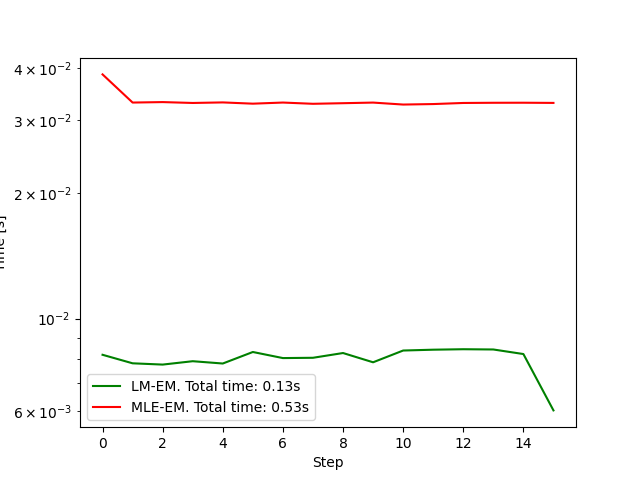 4 × 10⁻²
3 × 10⁻²
2 × 10⁻²
10⁻²
6 × 10⁻³
[s]
LM-EM. Total time: 0.13s
MLE-EM. Total time: 0.53s
0 2 4 6 8 10 12 14
Step